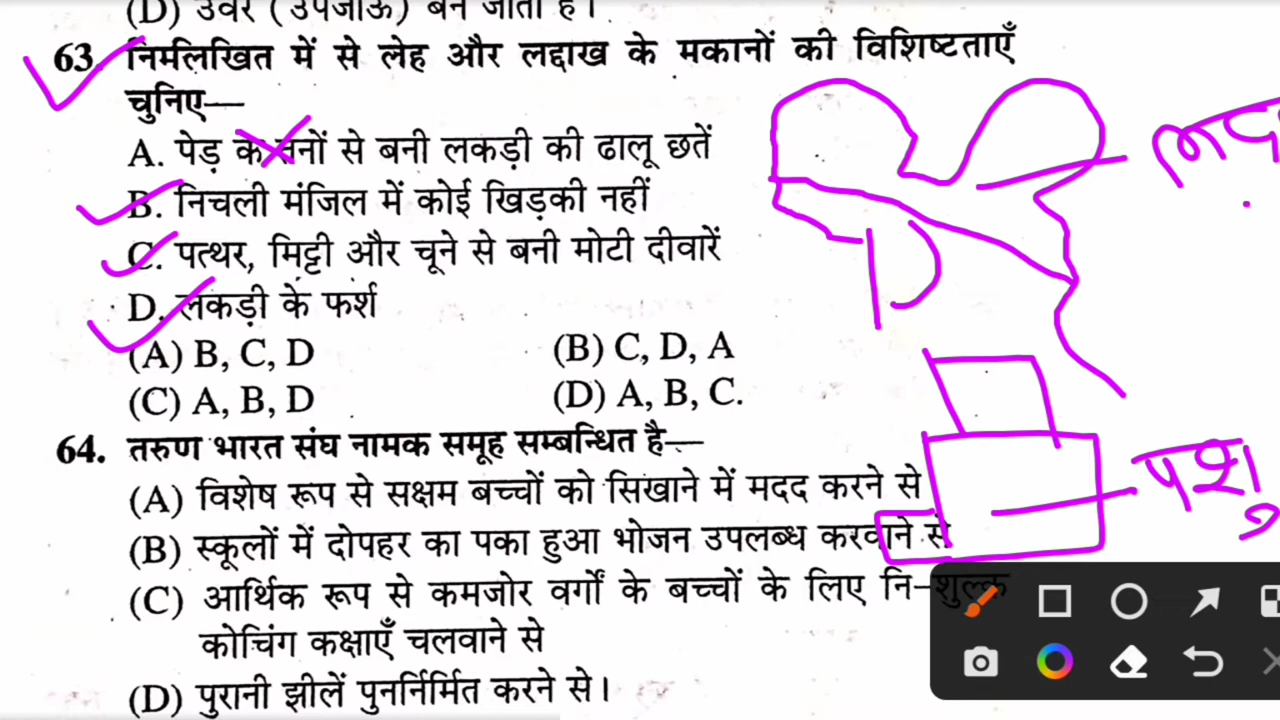 (D) उर्वर (उपजाऊ) बन जाती है।
63. निमलिखित में से लेह और लद्दाख के मकानों की विशिष्टताएँ
चुनिए—
A. पेड़ के तनों से बनी लकड़ी की ढालू छतें
B. निचली मंजिल में कोई खिड़की नहीं
C. पत्थर, मिट्टी और चूने से बनी मोटी दीवारें
D. लकड़ी के फर्श
(A) B, C, D (B) C, D, A
(C) A, B, D (D) A, B, C.
64. तरुण भारत संघ नामक समूह सम्बन्धित है—
(A) विशेष रूप से सक्षम बच्चों को सिखाने में मदद करने से
(B) स्कूलों में दोपहर का पका हुआ भोजन उपलब्ध करवाने से
(C) आर्थिक रूप से कमजोर वर्गों के बच्चों के लिए नि-शुल्क
कोचिंग कक्षाएँ चलवाने से
(D) पुरानी झीलें पुनर्निर्मित करने से।
पशु